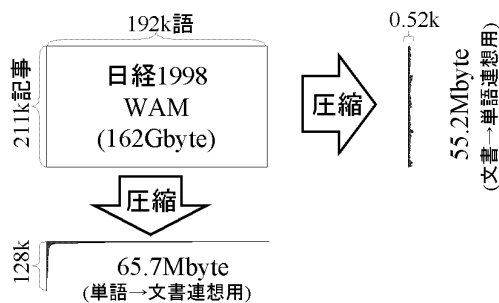 192k語
0.52k
211k記事
日経1998
WAM
(162Gbyte)
圧縮
55.2Mbyte
(文書→単語連想用)
圧縮
128k
65.7Mbyte
(単語→文書連想用)